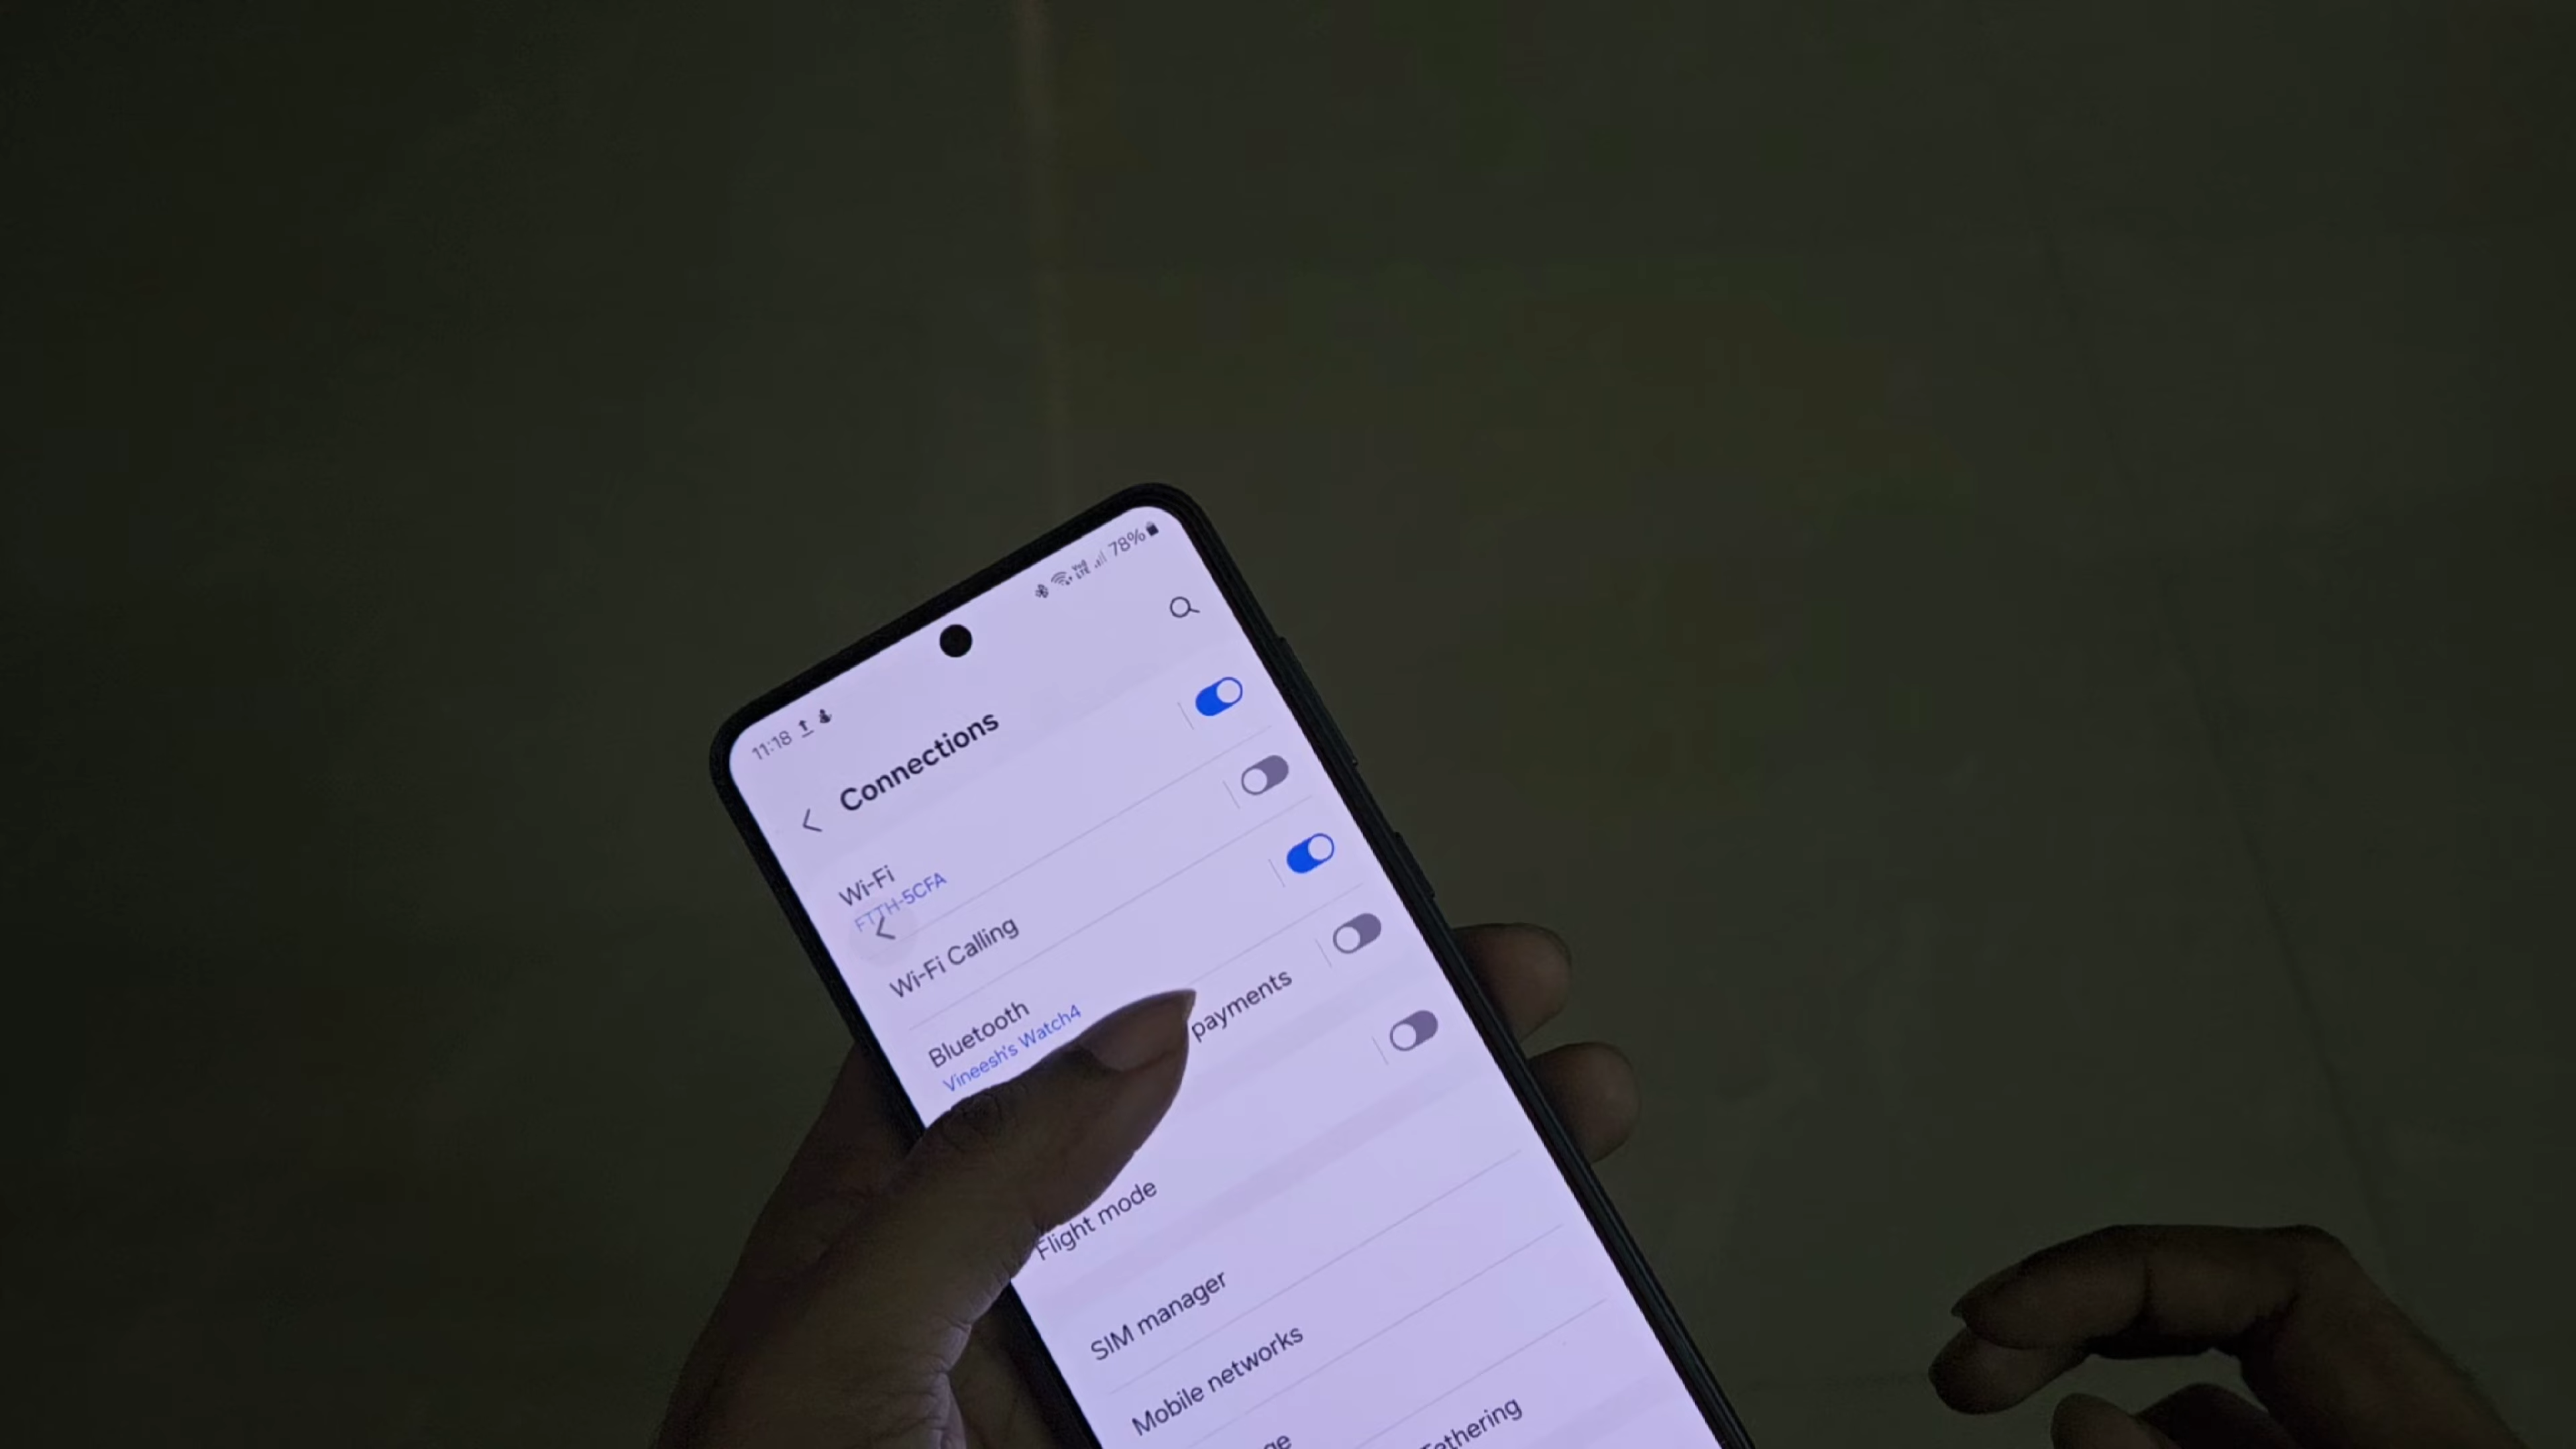 11:18
78%
Connections
Wi-Fi
FTTH-5CFA
Wi-Fi Calling
Bluetooth
Vineesh's Watch4
payments
Flight mode
SIM manager
Mobile networks
Tethering